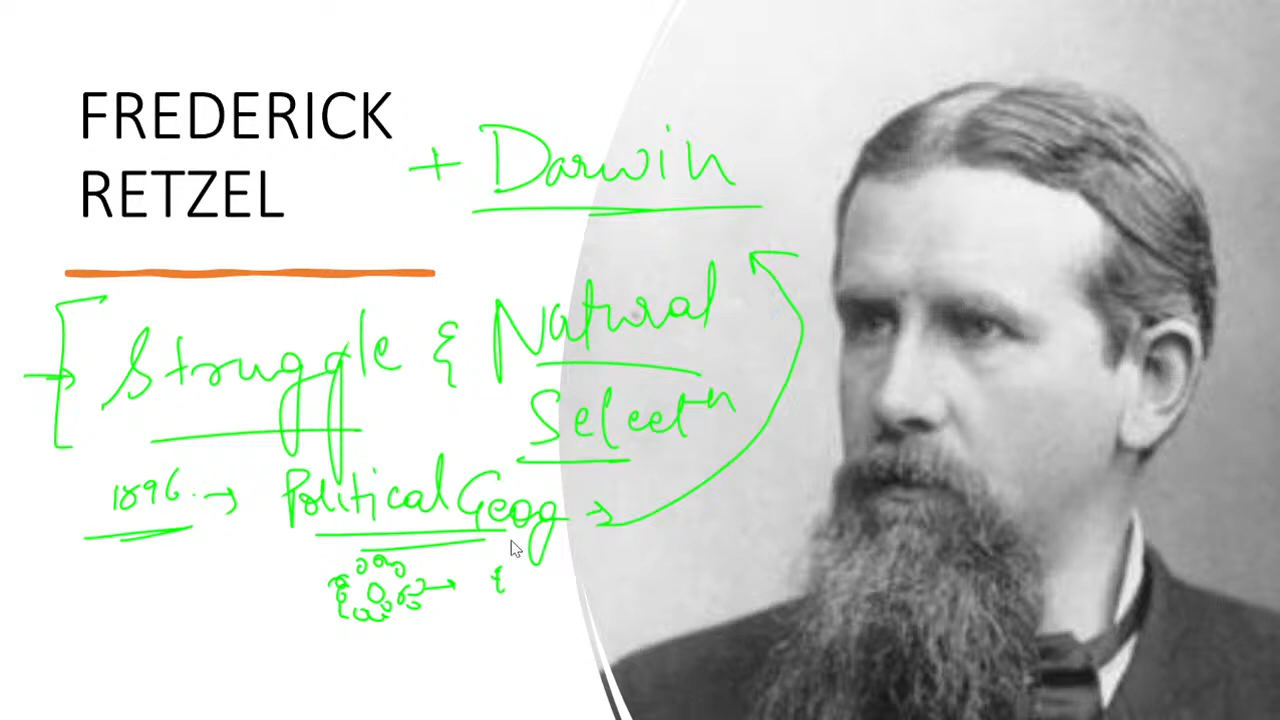 FREDERICK
RETZEL
+ Darwin
Struggle & Natural
Selectⁿ
1896. → Political Geog →